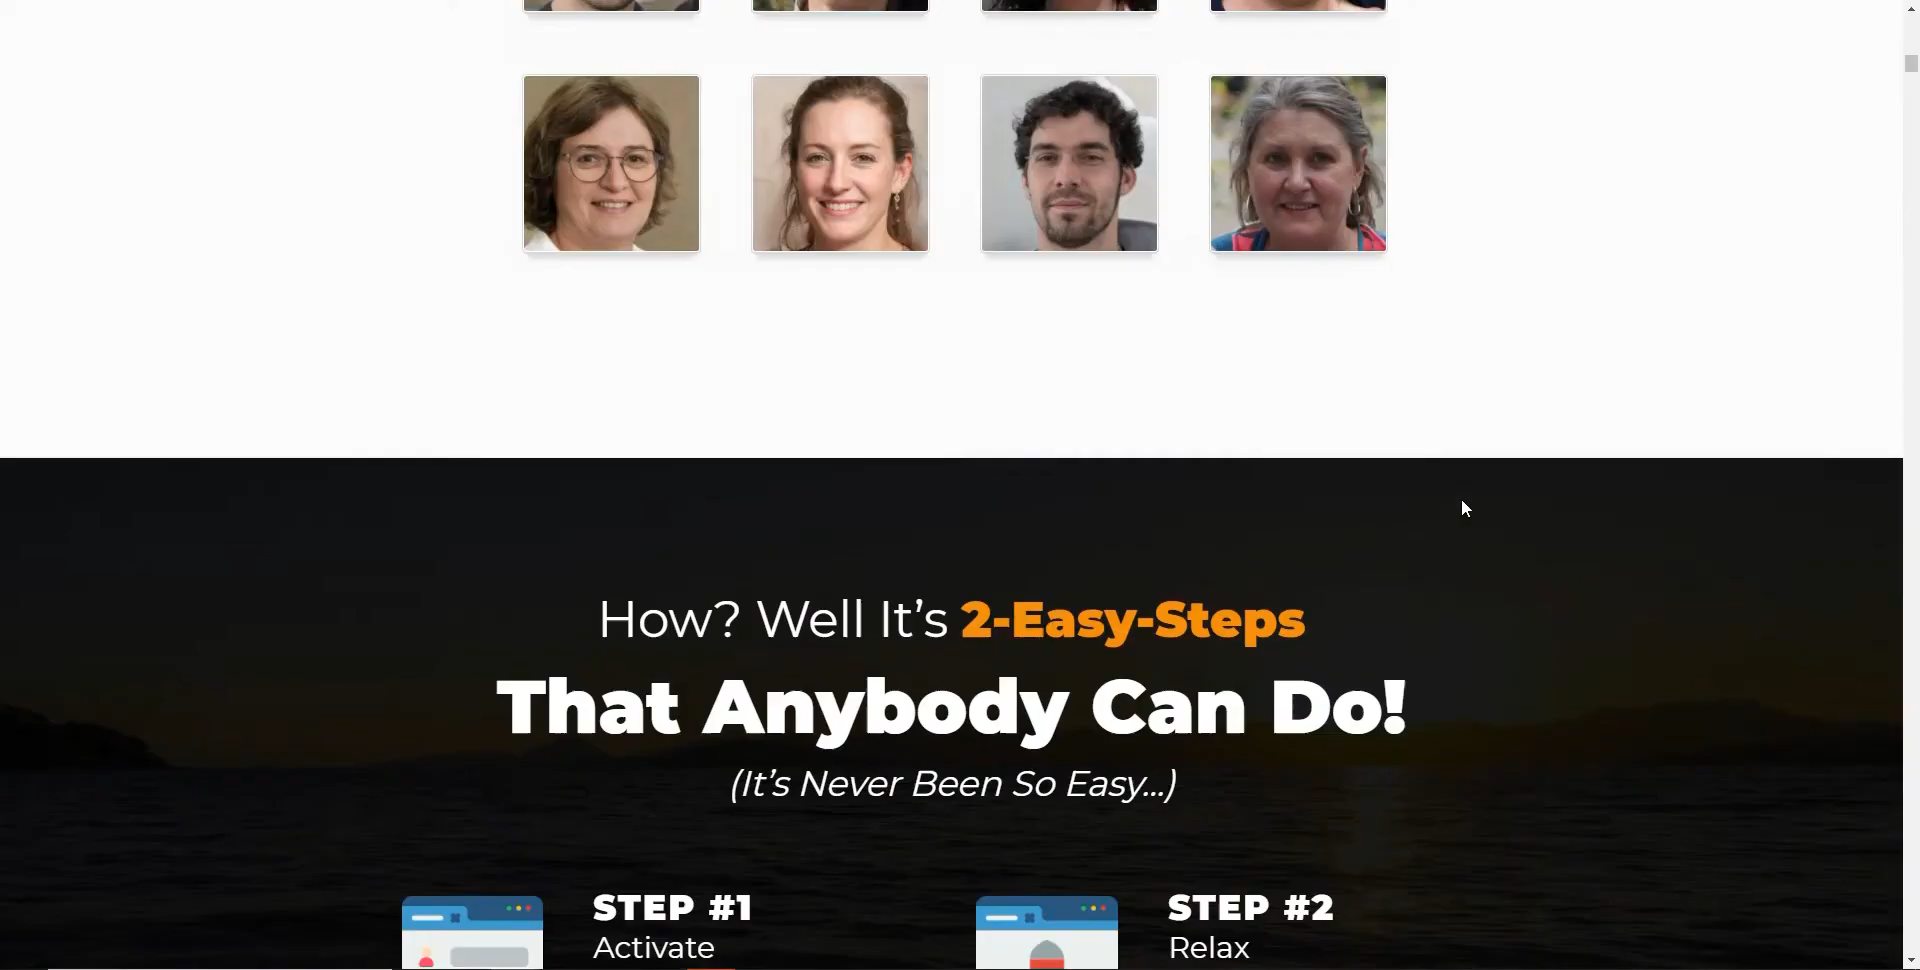 How? Well It’s 2-Easy-Steps
That Anybody Can Do!
(It’s Never Been So Easy...)
STEP #1
Activate
STEP #2
Relax